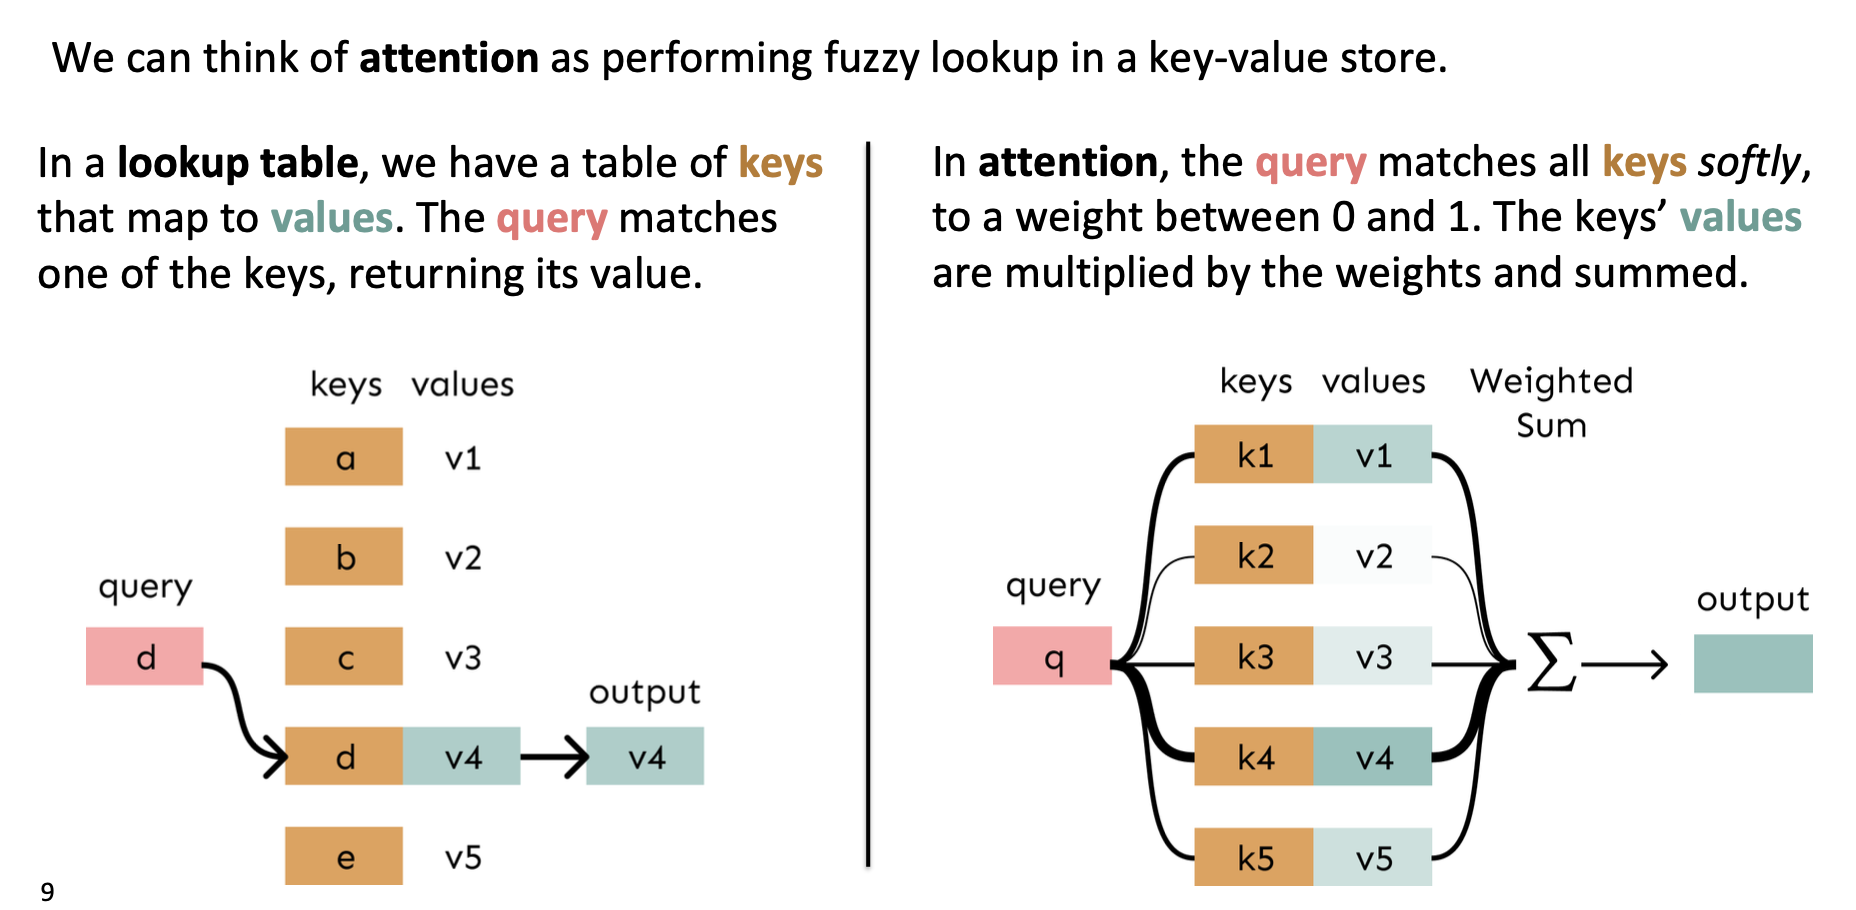 We can think of attention as performing fuzzy lookup in a key-value store.
In a lookup table, we have a table of keys
that map to values. The query matches
one of the keys, returning its value.
In attention, the query matches all keys softly,
to a weight between 0 and 1. The keys’ values
are multiplied by the weights and summed.
keys values
a v1
b v2
query
d
c v3
output
d v4 v4
e v5
keys values Weighted
Sum
k1 v1
k2 v2
query
q
k3 v3
Σ
output
k4 v4
k5 v5
9